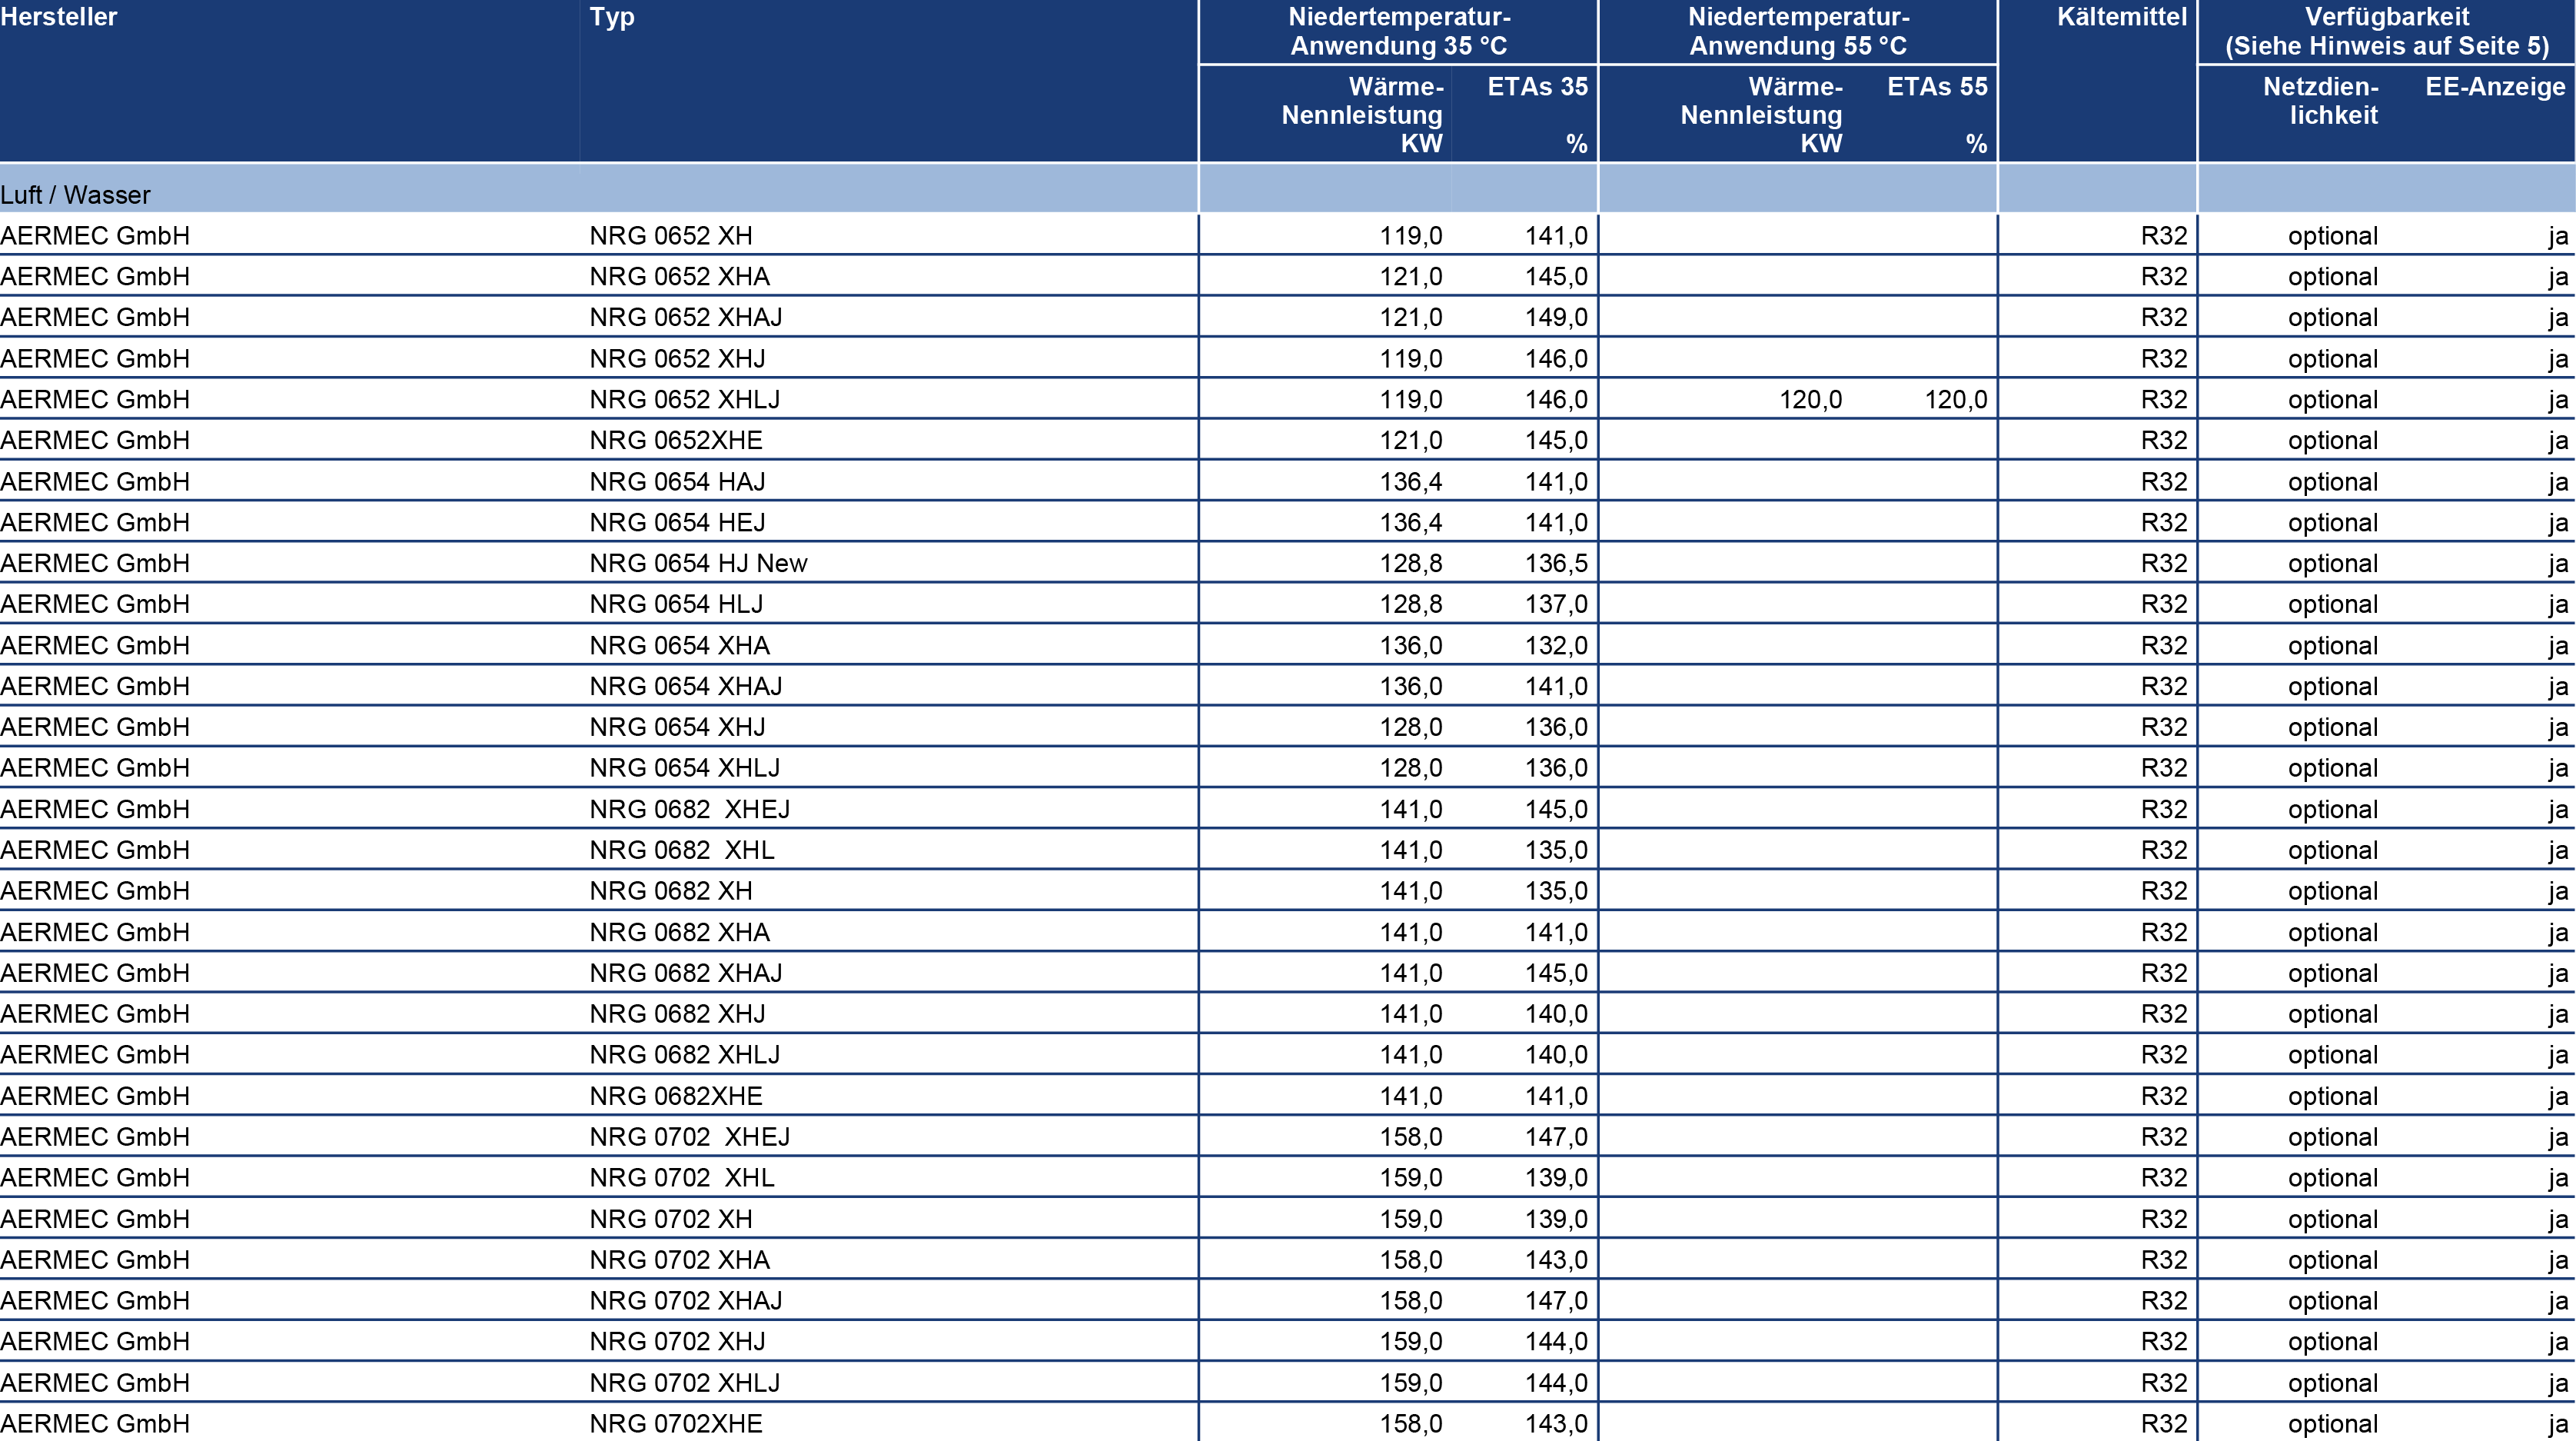 Hersteller Typ Niedertemperatur- Niedertemperatur- Kältemittel Verfügbarkeit
Anwendung 35 °C Anwendung 55 °C (Siehe Hinweis auf Seite 5)
Wärme- ETAs 35 Wärme- ETAs 55 Netzdien- EE-Anzeige
Nennleistung Nennleistung lichkeit
KW % KW %
Luft / Wasser
AERMEC GmbH NRG 0652 XH 119,0 141,0 R32 optional ja
AERMEC GmbH NRG 0652 XHA 121,0 145,0 R32 optional ja
AERMEC GmbH NRG 0652 XHAJ 121,0 149,0 R32 optional ja
AERMEC GmbH NRG 0652 XHJ 119,0 146,0 R32 optional ja
AERMEC GmbH NRG 0652 XHLJ 119,0 146,0 120,0 120,0 R32 optional ja
AERMEC GmbH NRG 0652XHE 121,0 145,0 R32 optional ja
AERMEC GmbH NRG 0654 HAJ 136,4 141,0 R32 optional ja
AERMEC GmbH NRG 0654 HEJ 136,4 141,0 R32 optional ja
AERMEC GmbH NRG 0654 HJ New 128,8 136,5 R32 optional ja
AERMEC GmbH NRG 0654 HLJ 128,8 137,0 R32 optional ja
AERMEC GmbH NRG 0654 XHA 136,0 132,0 R32 optional ja
AERMEC GmbH NRG 0654 XHAJ 136,0 141,0 R32 optional ja
AERMEC GmbH NRG 0654 XHJ 128,0 136,0 R32 optional ja
AERMEC GmbH NRG 0654 XHLJ 128,0 136,0 R32 optional ja
AERMEC GmbH NRG 0682  XHEJ 141,0 145,0 R32 optional ja
AERMEC GmbH NRG 0682  XHL 141,0 135,0 R32 optional ja
AERMEC GmbH NRG 0682 XH 141,0 135,0 R32 optional ja
AERMEC GmbH NRG 0682 XHA 141,0 141,0 R32 optional ja
AERMEC GmbH NRG 0682 XHAJ 141,0 145,0 R32 optional ja
AERMEC GmbH NRG 0682 XHJ 141,0 140,0 R32 optional ja
AERMEC GmbH NRG 0682 XHLJ 141,0 140,0 R32 optional ja
AERMEC GmbH NRG 0682XHE 141,0 141,0 R32 optional ja
AERMEC GmbH NRG 0702  XHEJ 158,0 147,0 R32 optional ja
AERMEC GmbH NRG 0702  XHL 159,0 139,0 R32 optional ja
AERMEC GmbH NRG 0702 XH 159,0 139,0 R32 optional ja
AERMEC GmbH NRG 0702 XHA 158,0 143,0 R32 optional ja
AERMEC GmbH NRG 0702 XHAJ 158,0 147,0 R32 optional ja
AERMEC GmbH NRG 0702 XHJ 159,0 144,0 R32 optional ja
AERMEC GmbH NRG 0702 XHLJ 159,0 144,0 R32 optional ja
AERMEC GmbH NRG 0702XHE 158,0 143,0 R32 optional ja